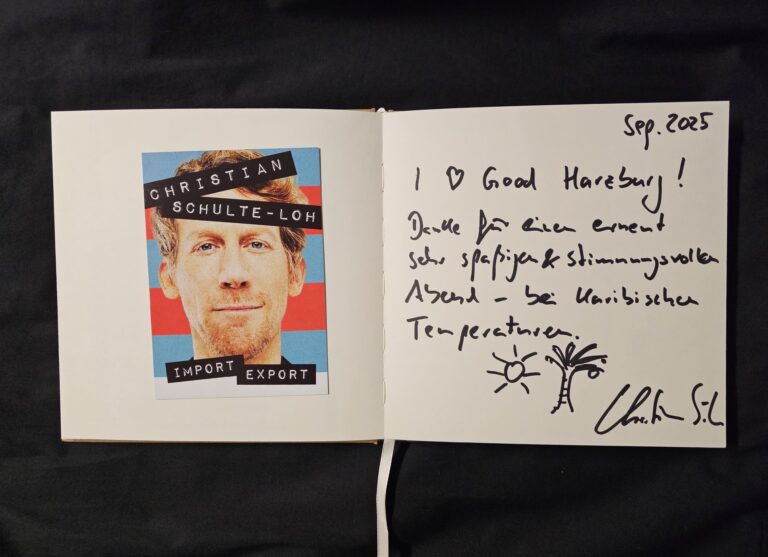 CHRISTIAN
SCHULTE-LOH
IMPORT
EXPORT
Sep. 2025
I ♡ Good Harzburg!
Danke für einen erneut
sehr spaßigen & stimmungsvollen
Abend – bei karibischen
Temperaturen.
Christian